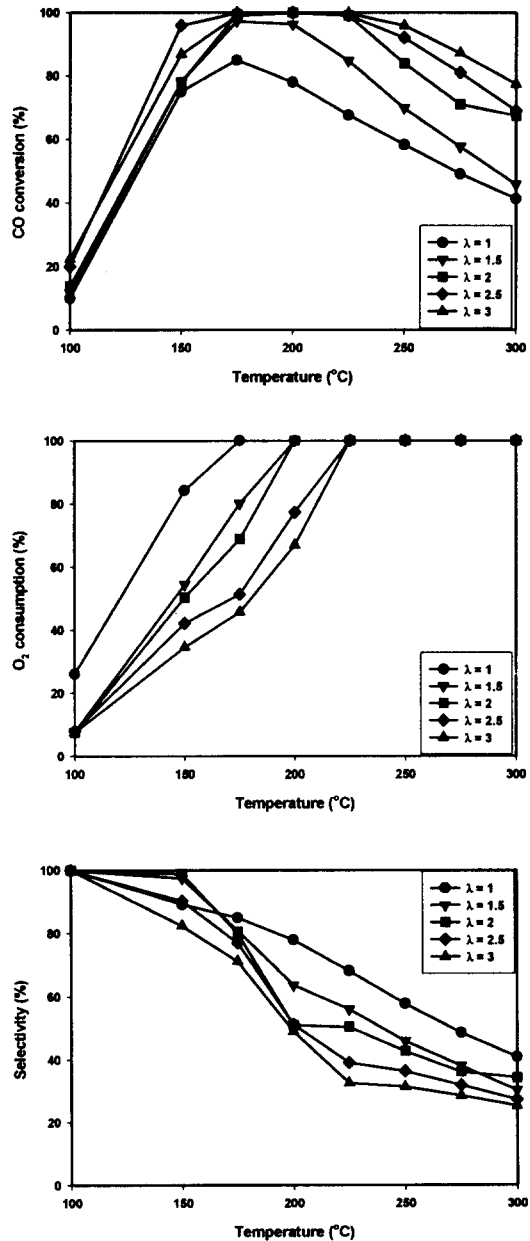 100
80
60
40
20
0
CO conversion (%)
λ = 1
λ = 1.5
λ = 2
λ = 2.5
λ = 3
100 150 200 250 300
Temperature (°C)
100
80
60
40
20
0
O₂ consumption (%)
λ = 1
λ = 1.5
λ = 2
λ = 2.5
λ = 3
100 150 200 250 300
Temperature (°C)
100
80
60
40
20
0
Selectivity (%)
λ = 1
λ = 1.5
λ = 2
λ = 2.5
λ = 3
100 150 200 250 300
Temperature (°C)